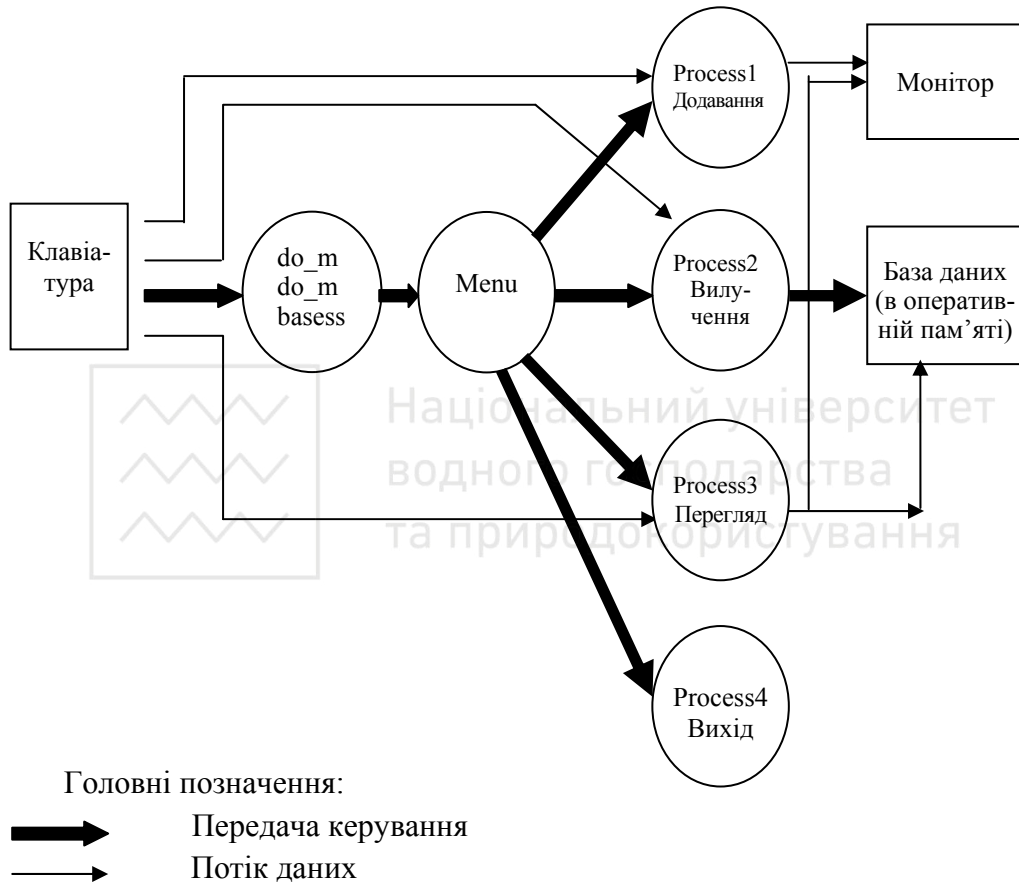 Process1
Додавання
Монітор
Клавіа-
тура
do_m
do_m
basess
Menu
Process2
Вилу-
чення
База даних
(в оператив-
ній пам’яті)
Національний університет
водного господарства
та природокористування
Process3
Перегляд
Process4
Вихід
Головні позначення:
Передача керування
Потік даних